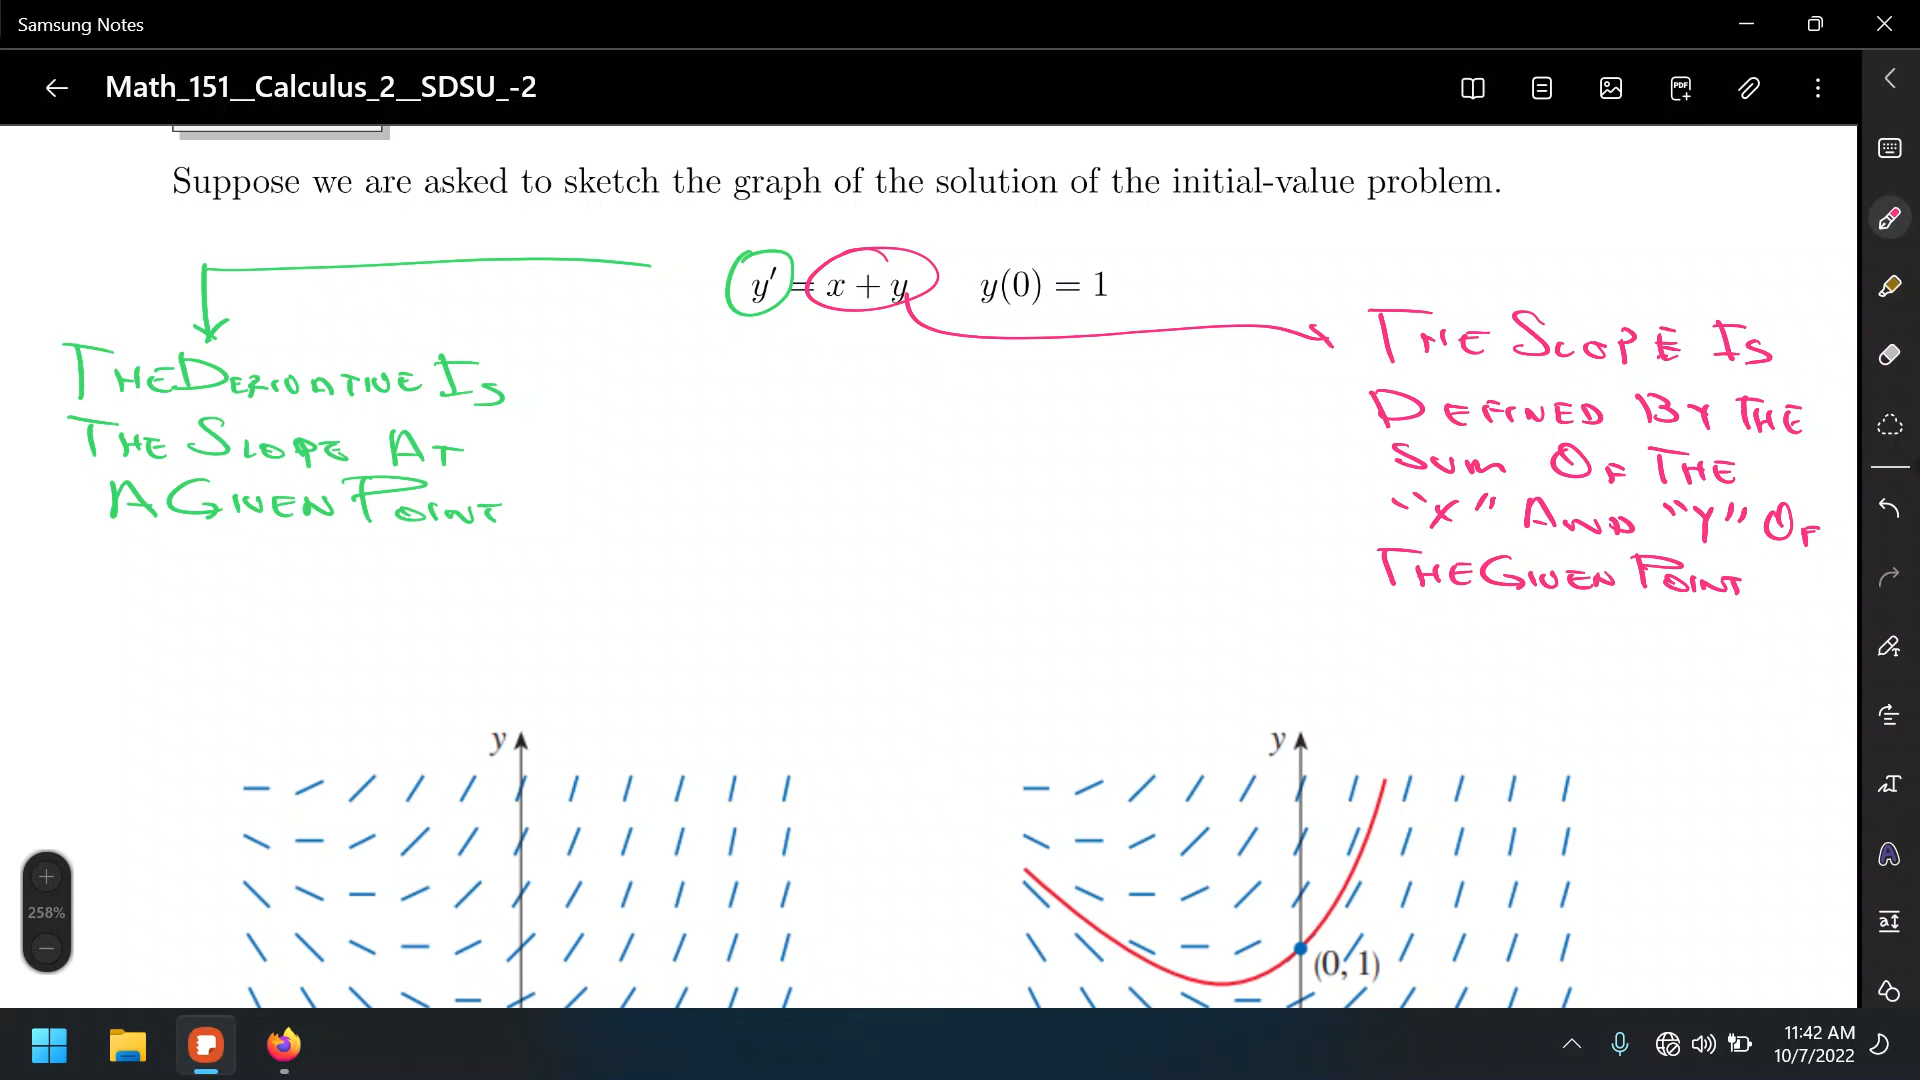 Samsung Notes
Math_151__Calculus_2__SDSU_-2
PDF
Suppose we are asked to sketch the graph of the solution of the initial-value problem.
y′ = x + y y(0) = 1
THE DERIVATIVE IS
THE SLOPE AT
A GIVEN POINT
THE SCOPE IS
DEFINED BY THE
SUM OF THE
"X" AND "Y" OF
THE GIVEN POINT
y
y
(0, 1)
258%
11:42 AM
10/7/2022